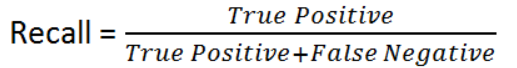 Recall = True Positive / True Positive+False Negative